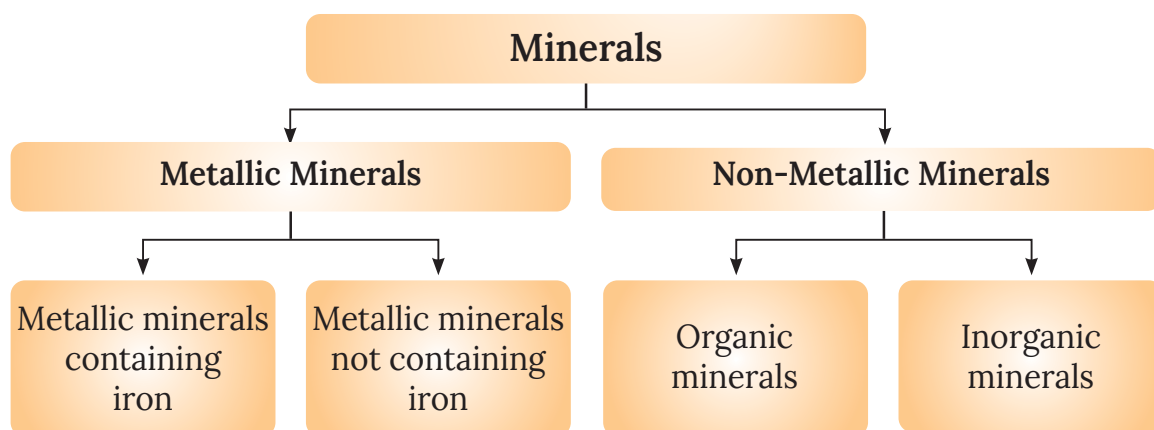 Minerals
Metallic Minerals
Non-Metallic Minerals
Metallic minerals
containing
iron
Metallic minerals
not containing
iron
Organic
minerals
Inorganic
minerals